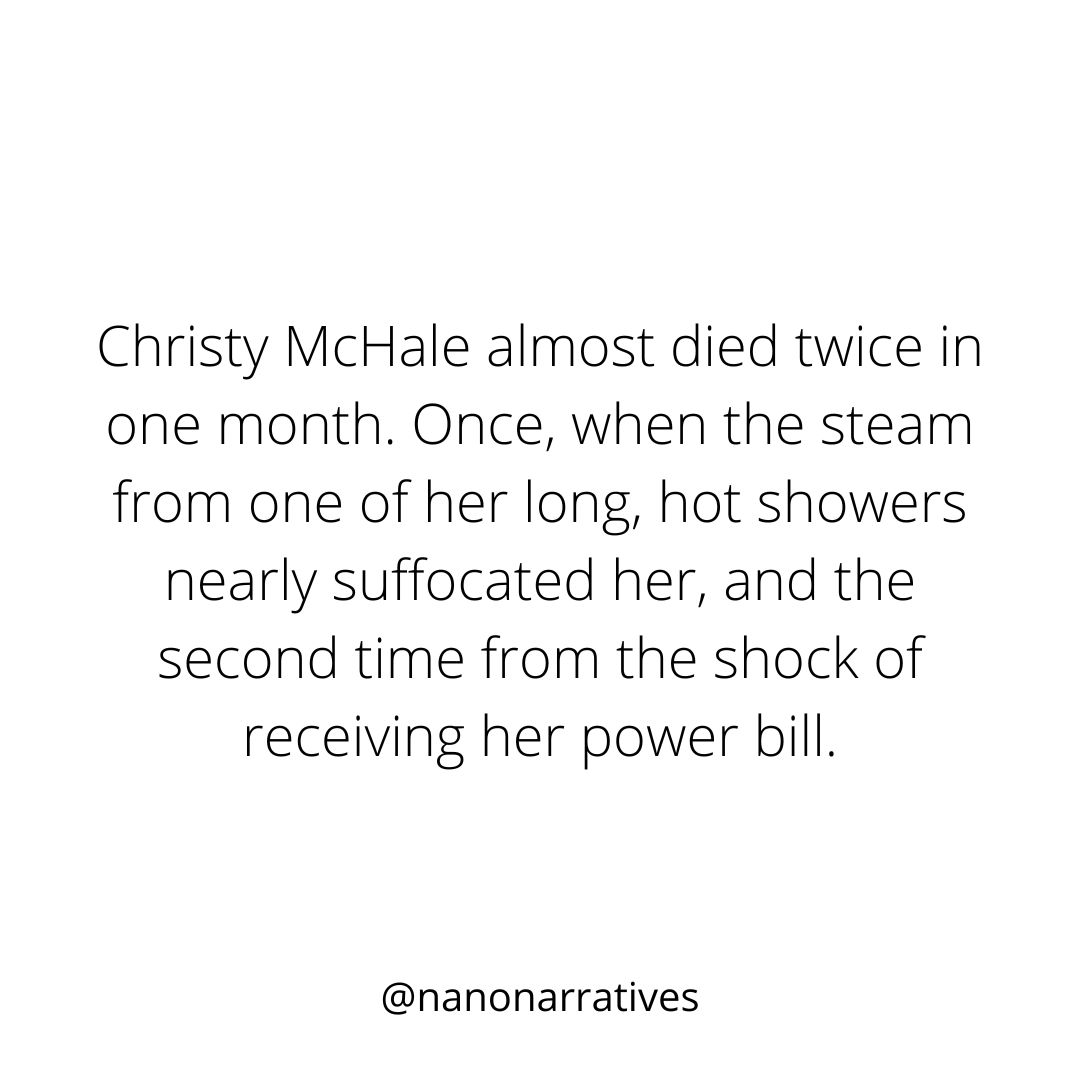 Christy McHale almost died twice in
one month. Once, when the steam
from one of her long, hot showers
nearly suffocated her, and the
second time from the shock of
receiving her power bill.
@nanonarratives